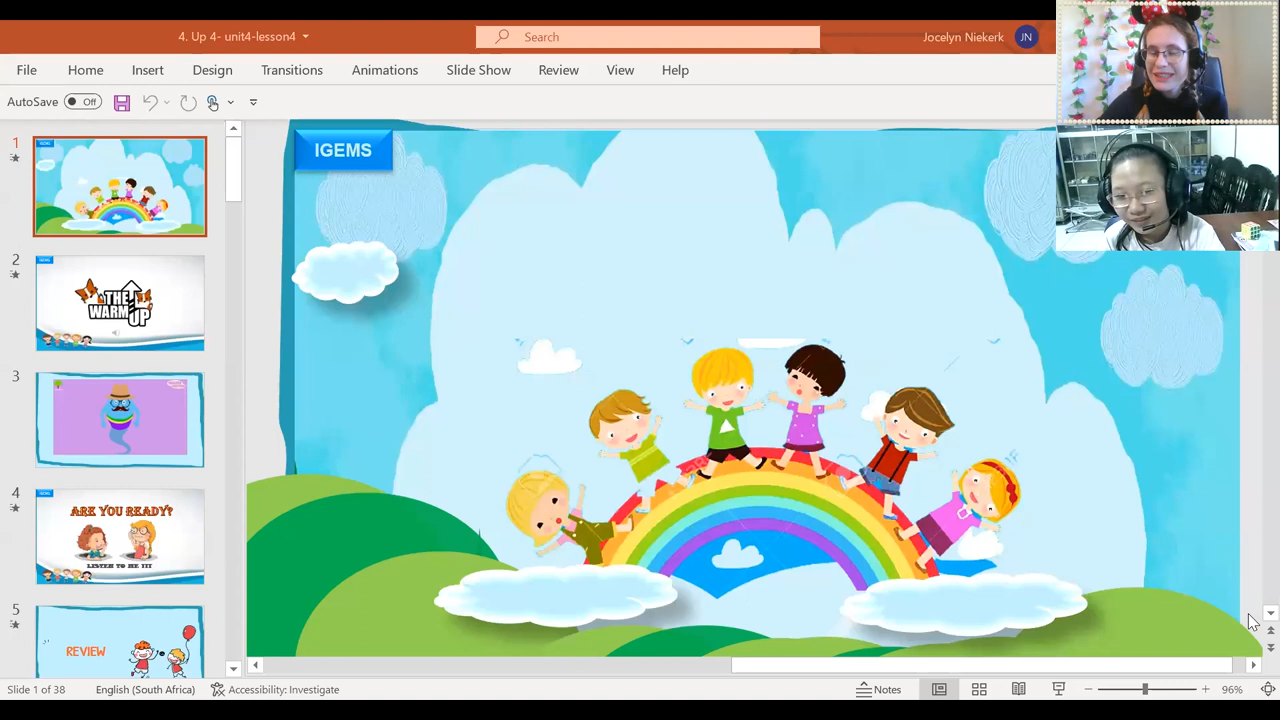 4. Up 4- unit4-lesson4
Search
Jocelyn Niekerk
JN
File Home Insert Design Transitions Animations Slide Show Review View Help
AutoSave Off
1
IGEMS
2
THE
WARM
UP
3
4
ARE YOU READY?
LISTEN TO ME !!!
5
REVIEW
Slide 1 of 38 English (South Africa) Accessibility: Investigate Notes 96%